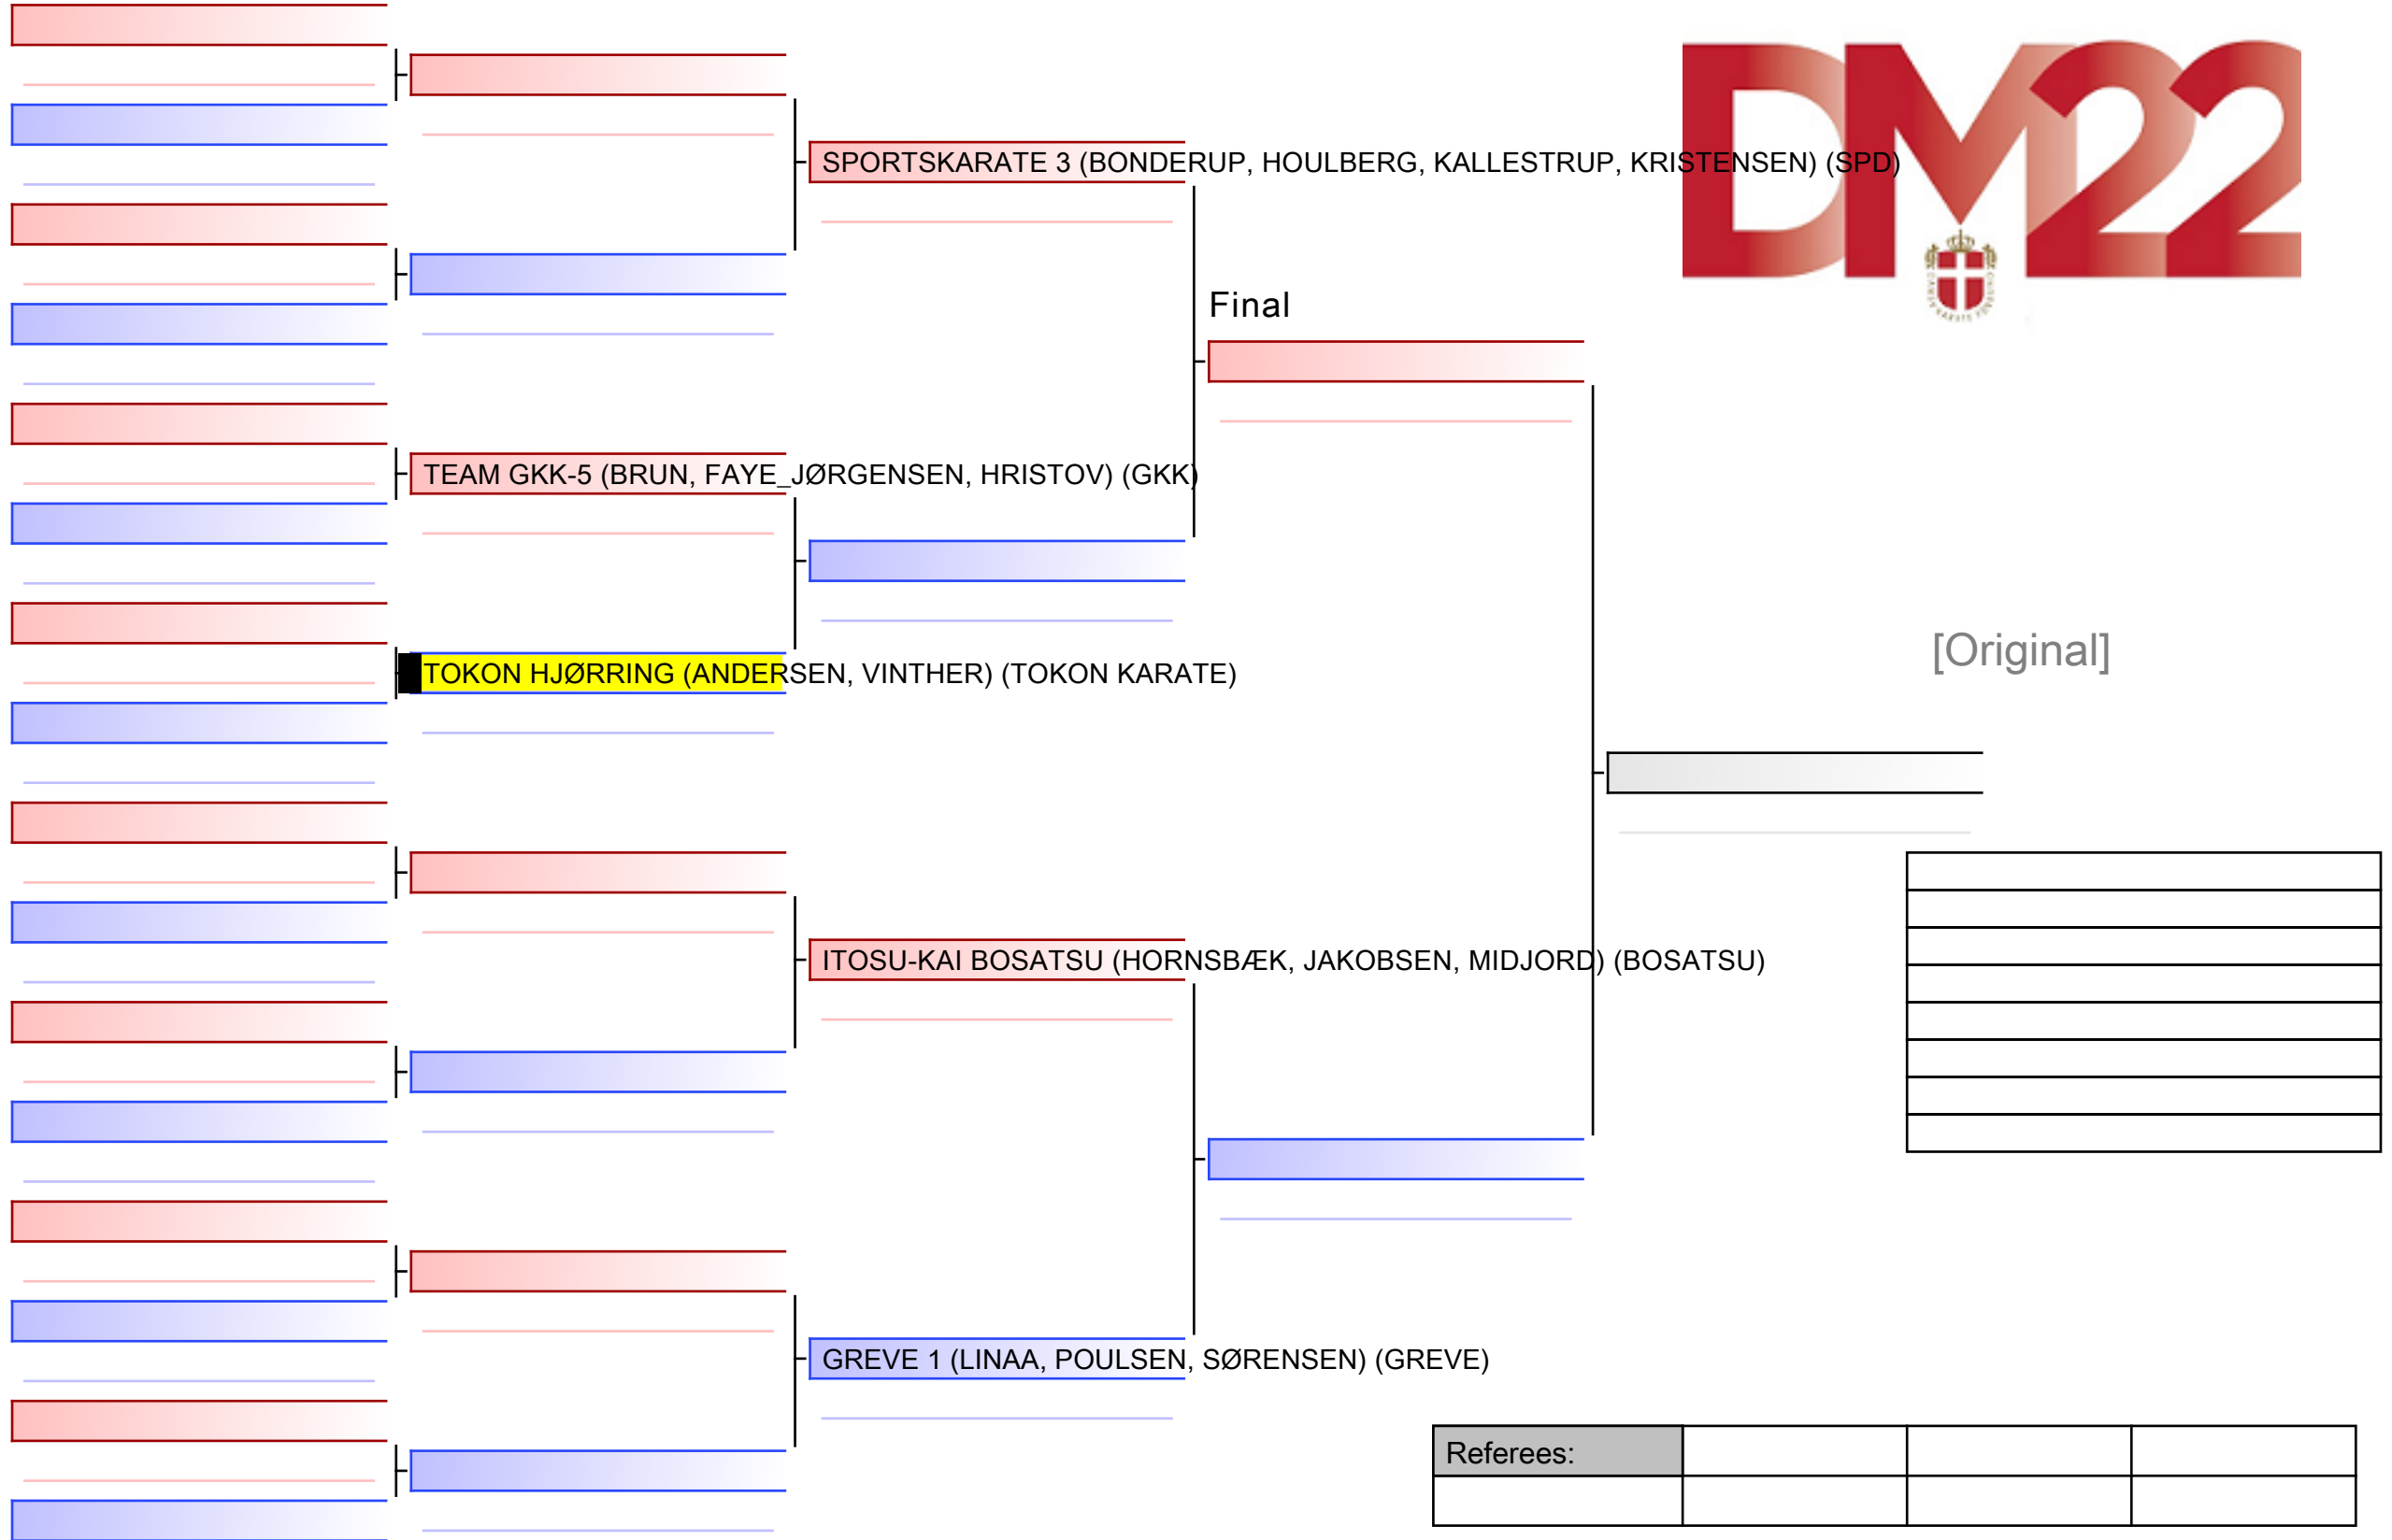 DM22
SPORTSKARATE 3 (BONDERUP, HOULBERG, KALLESTRUP, KRISTENSEN) (SPD)
Final
TEAM GKK-5 (BRUN, FAYE_JØRGENSEN, HRISTOV) (GKK)
[Original]
TOKON HJØRRING (ANDERSEN, VINTHER) (TOKON KARATE)
ITOSU-KAI BOSATSU (HORNSBÆK, JAKOBSEN, MIDJORD) (BOSATSU)
GREVE 1 (LINAA, POULSEN, SØRENSEN) (GREVE)
Referees: